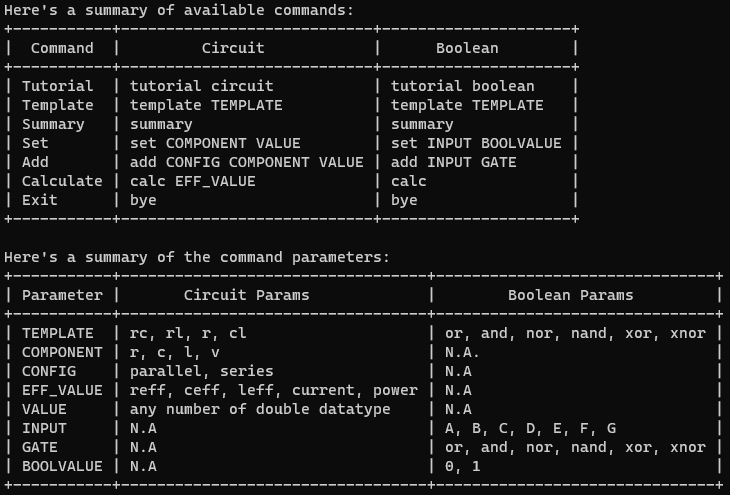 Here's a summary of available commands:
+-----------+----------------------------+---------------------+
|  Command  |         Circuit            |      Boolean        |
+-----------+----------------------------+---------------------+
| Tutorial  | tutorial circuit           | tutorial boolean    |
| Template  | template TEMPLATE          | template TEMPLATE   |
| Summary   | summary                    | summary             |
| Set       | set COMPONENT VALUE        | set INPUT BOOLVALUE |
| Add       | add CONFIG COMPONENT VALUE | add INPUT GATE      |
| Calculate | calc EFF_VALUE             | calc                |
| Exit      | bye                        | bye                 |
+-----------+----------------------------+---------------------+
Here's a summary of the command parameters:
+-----------+----------------------------------+-------------------------------+
| Parameter |       Circuit Params             |        Boolean Params         |
+-----------+----------------------------------+-------------------------------+
| TEMPLATE  | rc, rl, r, cl                    | or, and, nor, nand, xor, xnor |
| COMPONENT | r, c, l, v                       | N.A.                          |
| CONFIG    | parallel, series                 | N.A                           |
| EFF_VALUE | reff, ceff, leff, current, power | N.A                           |
| VALUE     | any number of double datatype    | N.A                           |
| INPUT     | N.A                              | A, B, C, D, E, F, G           |
| GATE      | N.A                              | or, and, nor, nand, xor, xnor |
| BOOLVALUE | N.A                              | 0, 1                          |
+-----------+----------------------------------+-------------------------------+